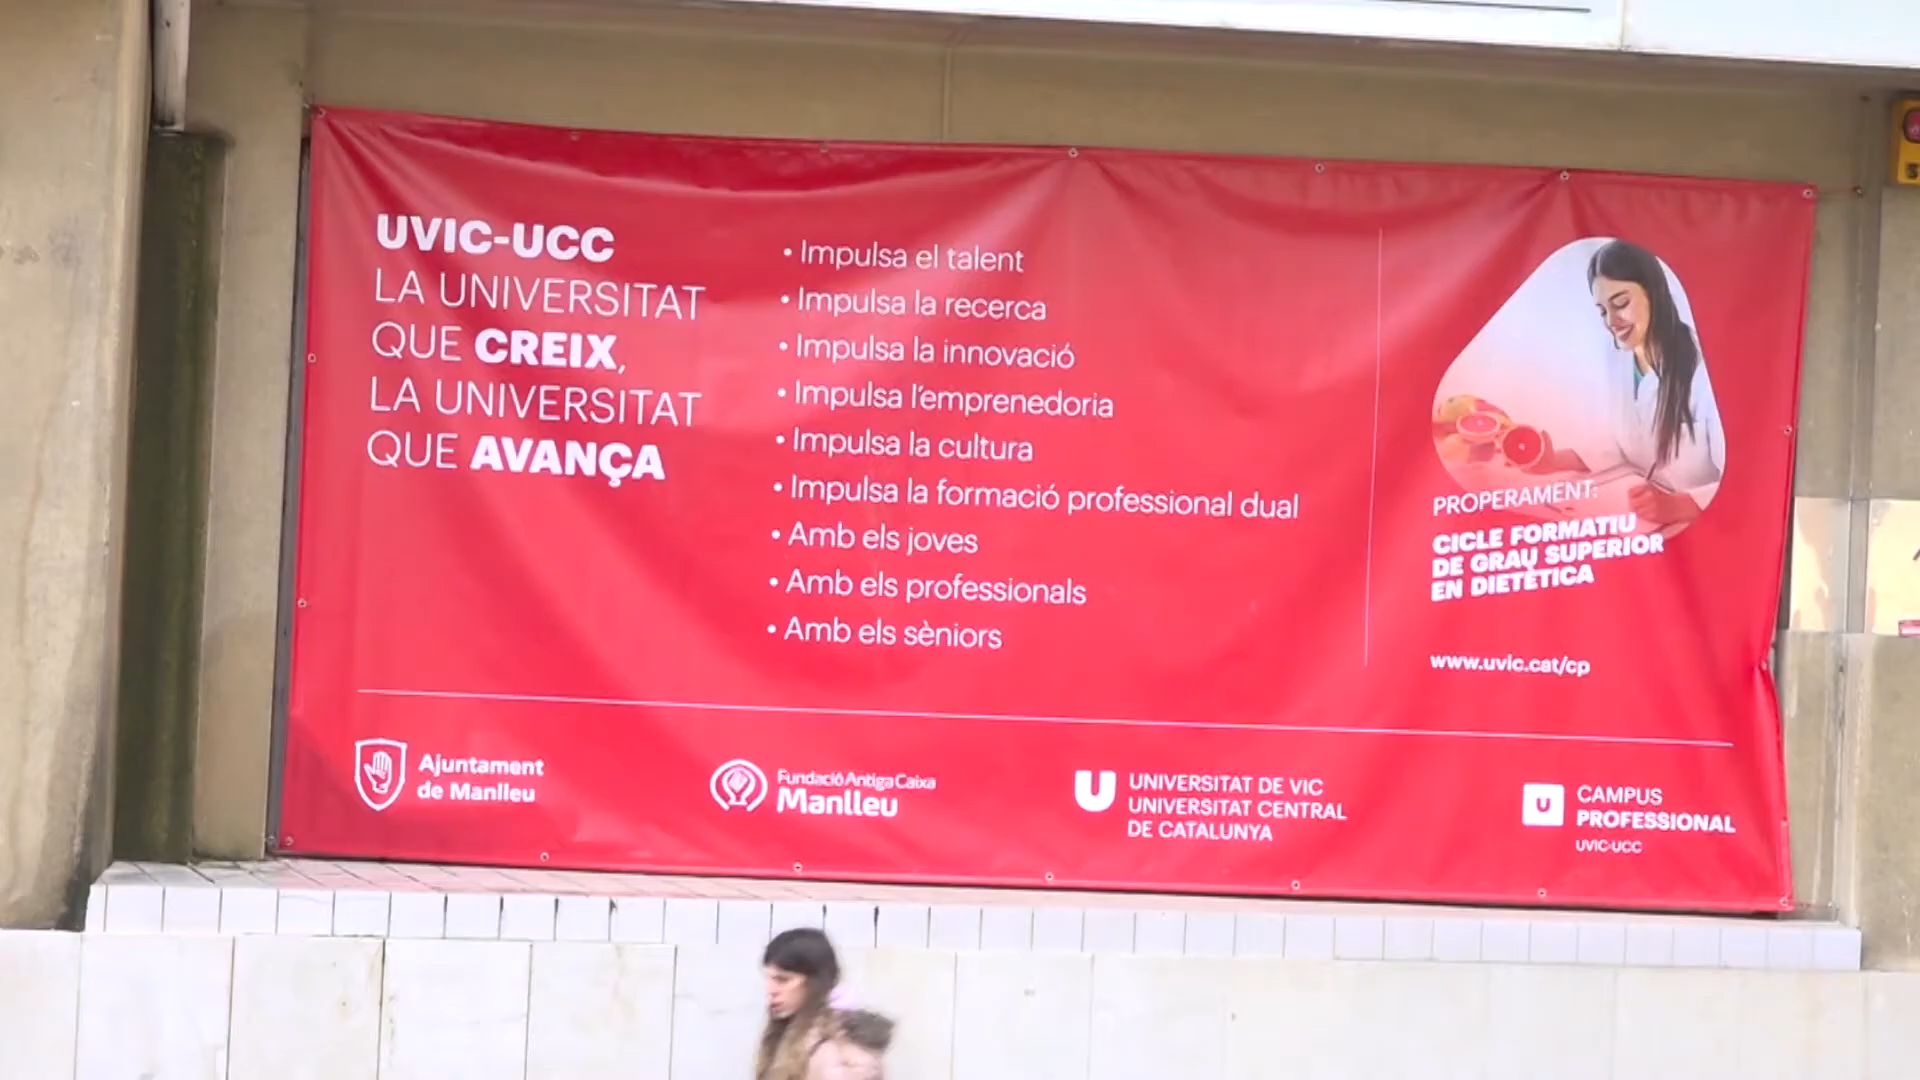 UVIC-UCC
LA UNIVERSITAT
QUE CREIX,
LA UNIVERSITAT
QUE AVANÇA
• Impulsa el talent
• Impulsa la recerca
• Impulsa la innovació
• Impulsa l'emprenedoria
• Impulsa la cultura
• Impulsa la formació professional dual
• Amb els joves
• Amb els professionals
• Amb els sèniors
PROPERAMENT:
CICLE FORMATIU
DE GRAU SUPERIOR
EN DIETÈTICA
www.uvic.cat/cp
Ajuntament
de Manlleu
Fundació Antiga Caixa
Manlleu
U
UNIVERSITAT DE VIC
UNIVERSITAT CENTRAL
DE CATALUNYA
U
CAMPUS
PROFESSIONAL
UVIC-UCC